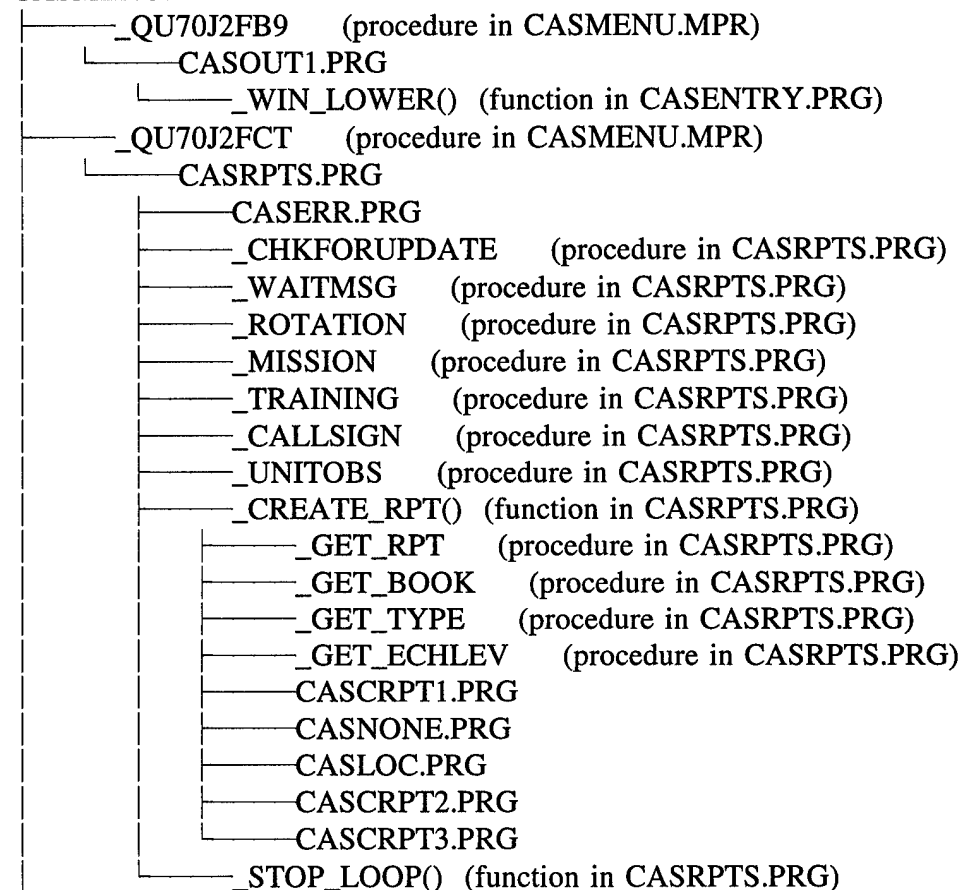 _QU70J2FB9 (procedure in CASMENU.MPR)
CASOUT1.PRG
_WIN_LOWER() (function in CASENTRY.PRG)
_QU70J2FCT (procedure in CASMENU.MPR)
CASRPTS.PRG
CASERR.PRG
_CHKFORUPDATE (procedure in CASRPTS.PRG)
_WAITMSG (procedure in CASRPTS.PRG)
_ROTATION (procedure in CASRPTS.PRG)
_MISSION (procedure in CASRPTS.PRG)
_TRAINING (procedure in CASRPTS.PRG)
_CALLSIGN (procedure in CASRPTS.PRG)
_UNITOBS (procedure in CASRPTS.PRG)
_CREATE_RPT() (function in CASRPTS.PRG)
_GET_RPT (procedure in CASRPTS.PRG)
_GET_BOOK (procedure in CASRPTS.PRG)
_GET_TYPE (procedure in CASRPTS.PRG)
_GET_ECHLEV (procedure in CASRPTS.PRG)
CASCRPT1.PRG
CASNONE.PRG
CASLOC.PRG
CASCRPT2.PRG
CASCRPT3.PRG
_STOP_LOOP() (function in CASRPTS.PRG)